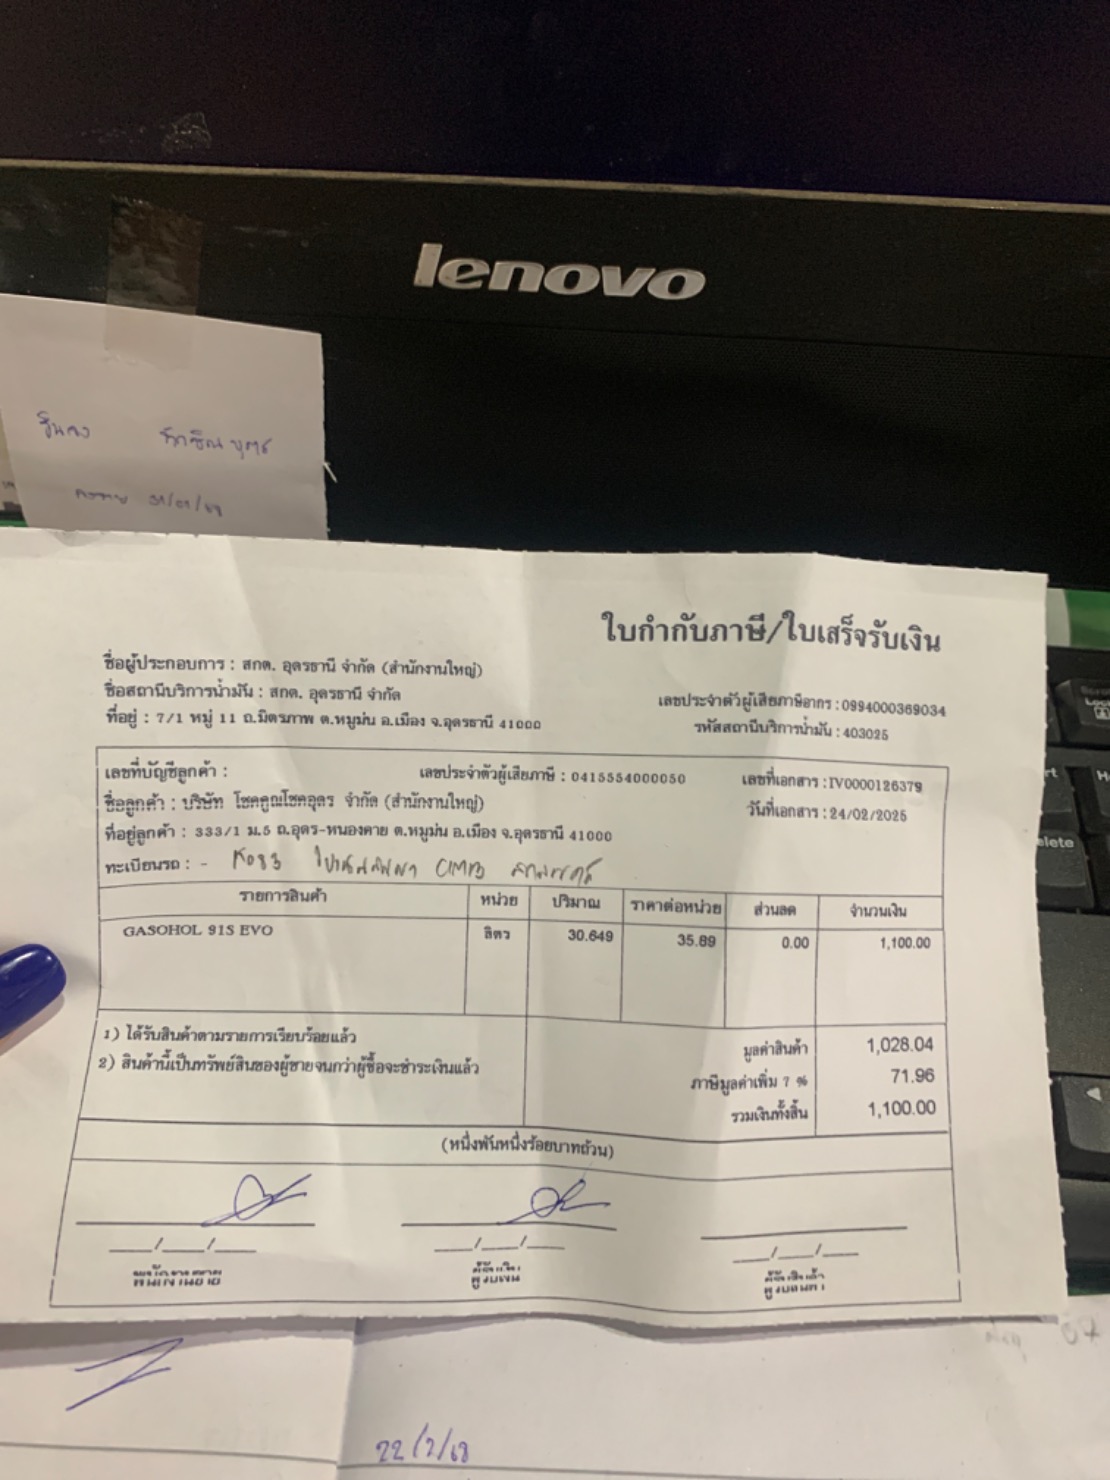 lenovo
ใบกำกับภาษี/ใบเสร็จรับเงิน
ชื่อผู้ประกอบการ : สกต. อุดรธานี จำกัด (สำนักงานใหญ่)
ชื่อสถานีบริการน้ำมัน : สกต. อุดรธานี จำกัด
เลขประจำตัวผู้เสียภาษีอากร : 0994000369034
ที่อยู่ : 7/1 หมู่ 11 ถ.มิตรภาพ ต.หมูม่น อ.เมือง จ.อุดรธานี 41000
รหัสสถานีบริการน้ำมัน : 403025
เลขที่บัญชีลูกค้า : เลขประจำตัวผู้เสียภาษี : 0415554000050 เลขที่เอกสาร : IV0000126379
ชื่อลูกค้า : บริษัท โชคคูณโชคอุดร จำกัด (สำนักงานใหญ่) วันที่เอกสาร : 24/02/2025
ที่อยู่ลูกค้า : 333/1 ม.5 ถ.อุดร-หนองคาย ต.หมูม่น อ.เมือง จ.อุดรธานี 41000
ทะเบียนรถ : - CIMB
รายการสินค้า หน่วย ปริมาณ ราคาต่อหน่วย ส่วนลด จำนวนเงิน
GASOHOL 91S EVO ลิตร 30.649 35.89 0.00 1,100.00
1) ได้รับสินค้าตามรายการเรียบร้อยแล้ว
2) สินค้านี้เป็นทรัพย์สินของผู้ขายจนกว่าผู้ซื้อจะชำระเงินแล้ว
มูลค่าสินค้า 1,028.04
ภาษีมูลค่าเพิ่ม 7 % 71.96
รวมเงินทั้งสิ้น 1,100.00
(หนึ่งพันหนึ่งร้อยบาทถ้วน)
พนักงานขาย ผู้รับเงิน ผู้รับสินค้า
22/2/68